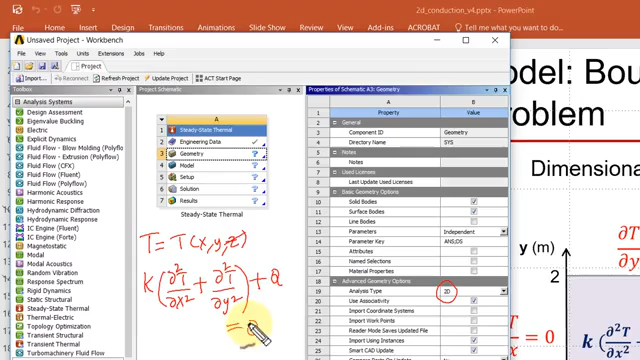 2d_conduction_v4.pptx - PowerPoint
Transitions Animations Slide Show Review View ACROBAT Tell me what you want to do...
Unsaved Project - Workbench
File View Tools Units Extensions Jobs Help
Project
Import... Reconnect Refresh Project Update Project ACT Start Page
Toolbox
Analysis Systems
Design Assessment
Eigenvalue Buckling
Electric
Explicit Dynamics
Fluid Flow - Blow Molding (Polyflow)
Fluid Flow - Extrusion (Polyflow)
Fluid Flow (CFX)
Fluid Flow (Fluent)
Fluid Flow (Polyflow)
Harmonic Acoustics
Harmonic Response
Hydrodynamic Diffraction
Hydrodynamic Response
IC Engine (Fluent)
IC Engine (Forte)
Magnetostatic
Modal
Modal Acoustics
Random Vibration
Response Spectrum
Rigid Dynamics
Static Structural
Steady-State Thermal
Thermal-Electric
Topology Optimization
Transient Structural
Transient Thermal
Turbomachinery Fluid Flow
Project Schematic
A
1 Steady-State Thermal
2 Engineering Data
3 Geometry
4 Model
5 Setup
6 Solution
7 Results
Steady-State Thermal
T = T(x,y,z)
K(∂²T/∂x² + ∂²T/∂y²) + Q
= 0
Properties of Schematic A3: Geometry
A B
1 Property Value
2 General
3 Component ID Geometry
4 Directory Name SYS
5 Notes
6 Notes
7 Used Licenses
8 Last Update Used Licenses
9 Basic Geometry Options
10 Solid Bodies
11 Surface Bodies
12 Line Bodies
13 Parameters Independent
14 Parameter Key ANS;DS
15 Attributes
16 Named Selections
17 Material Properties
18 Advanced Geometry Options
19 Analysis Type 2D
20 Use Associativity
21 Import Coordinate Systems
22 Import Work Points
23 Reader Mode Saves Updated File
24 Import Using Instances
25 Smart CAD Update